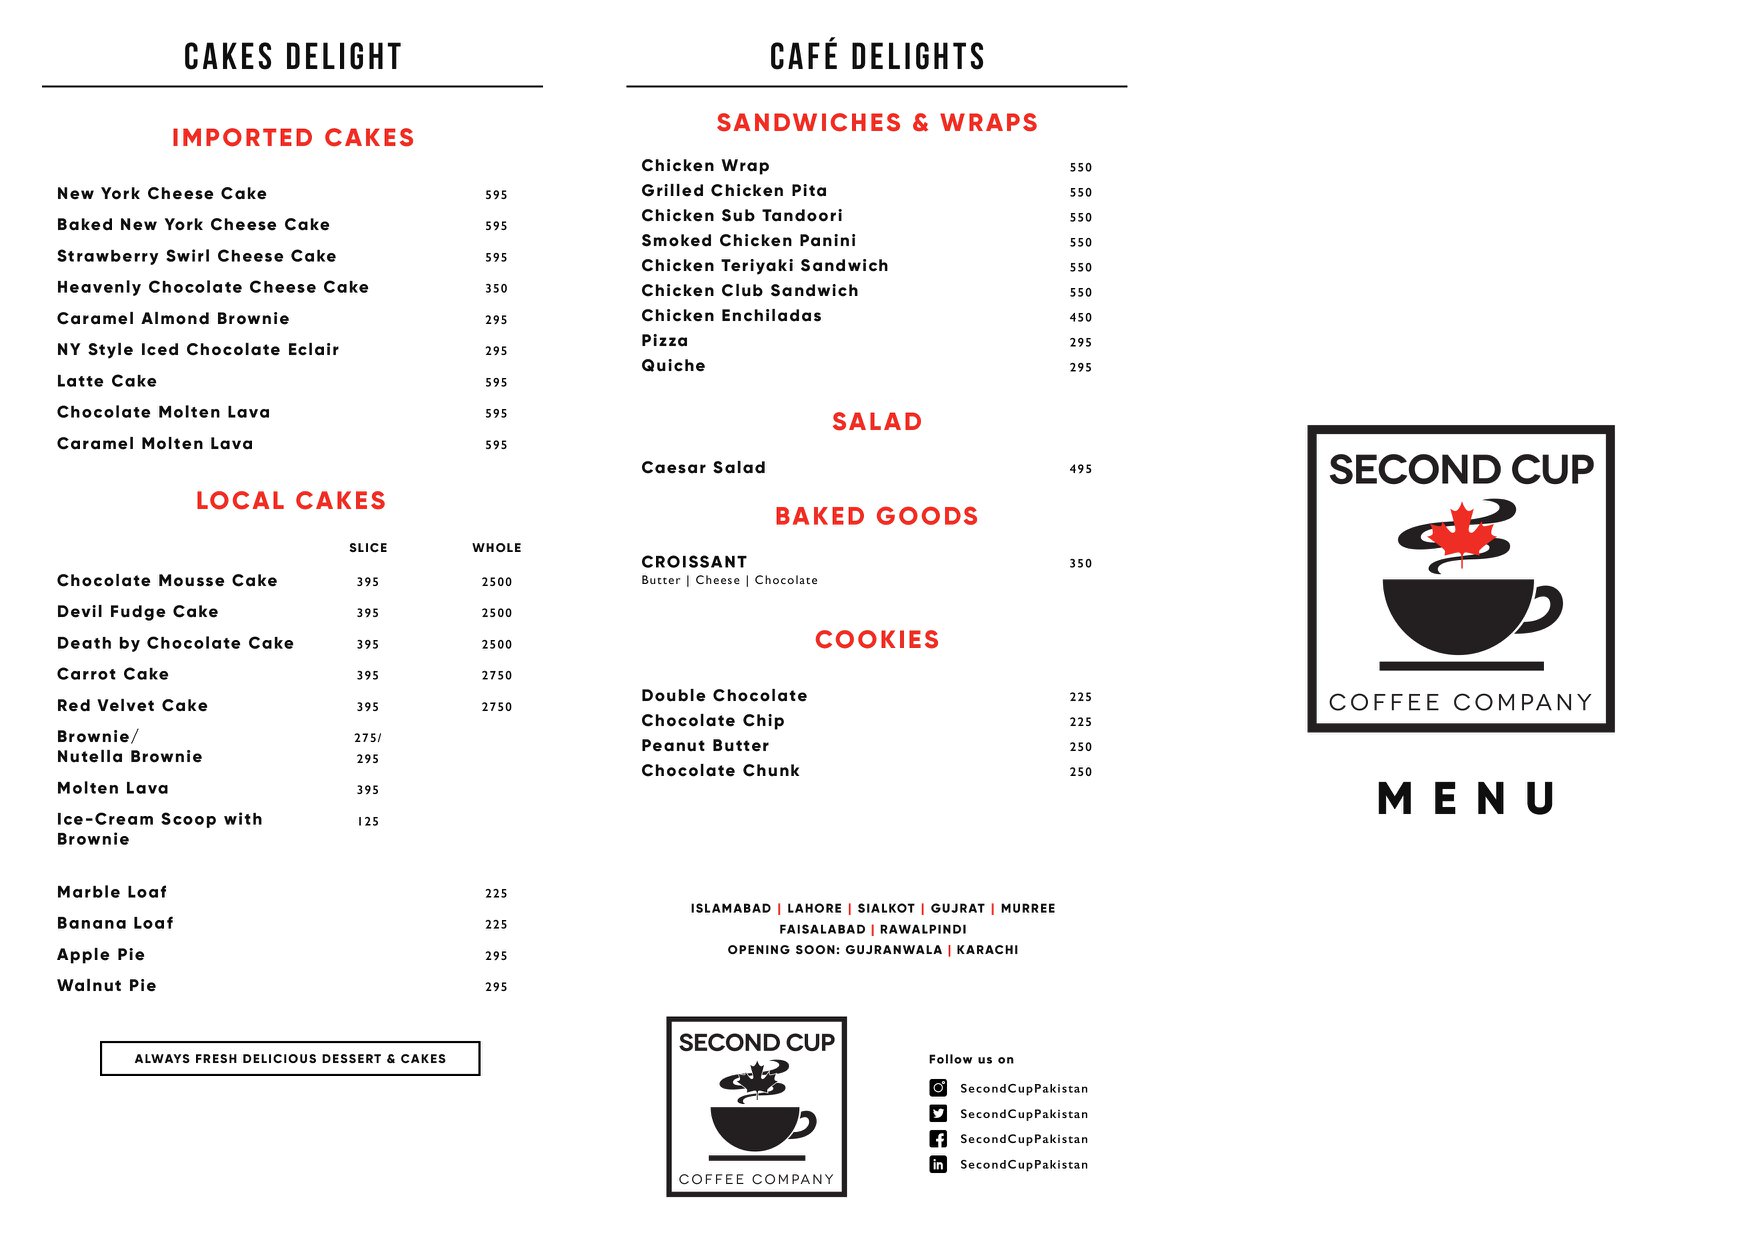 CAKES DELIGHT
IMPORTED CAKES
New York Cheese Cake 595
Baked New York Cheese Cake 595
Strawberry Swirl Cheese Cake 595
Heavenly Chocolate Cheese Cake 350
Caramel Almond Brownie 295
NY Style Iced Chocolate Eclair 295
Latte Cake 595
Chocolate Molten Lava 595
Caramel Molten Lava 595
LOCAL CAKES
SLICE WHOLE
Chocolate Mousse Cake 395 2500
Devil Fudge Cake 395 2500
Death by Chocolate Cake 395 2500
Carrot Cake 395 2750
Red Velvet Cake 395 2750
Brownie/ 275/
Nutella Brownie 295
Molten Lava 395
Ice-Cream Scoop with 125
Brownie
Marble Loaf 225
Banana Loaf 225
Apple Pie 295
Walnut Pie 295
ALWAYS FRESH DELICIOUS DESSERT & CAKES
CAFÉ DELIGHTS
SANDWICHES & WRAPS
Chicken Wrap 550
Grilled Chicken Pita 550
Chicken Sub Tandoori 550
Smoked Chicken Panini 550
Chicken Teriyaki Sandwich 550
Chicken Club Sandwich 550
Chicken Enchiladas 450
Pizza 295
Quiche 295
SALAD
Caesar Salad 495
BAKED GOODS
CROISSANT 350
Butter | Cheese | Chocolate
COOKIES
Double Chocolate 225
Chocolate Chip 225
Peanut Butter 250
Chocolate Chunk 250
ISLAMABAD | LAHORE | SIALKOT | GUJRAT | MURREE
FAISALABAD | RAWALPINDI
OPENING SOON: GUJRANWALA | KARACHI
SECOND CUP
COFFEE COMPANY
Follow us on
SecondCupPakistan
SecondCupPakistan
SecondCupPakistan
SecondCupPakistan
SECOND CUP
COFFEE COMPANY
MENU